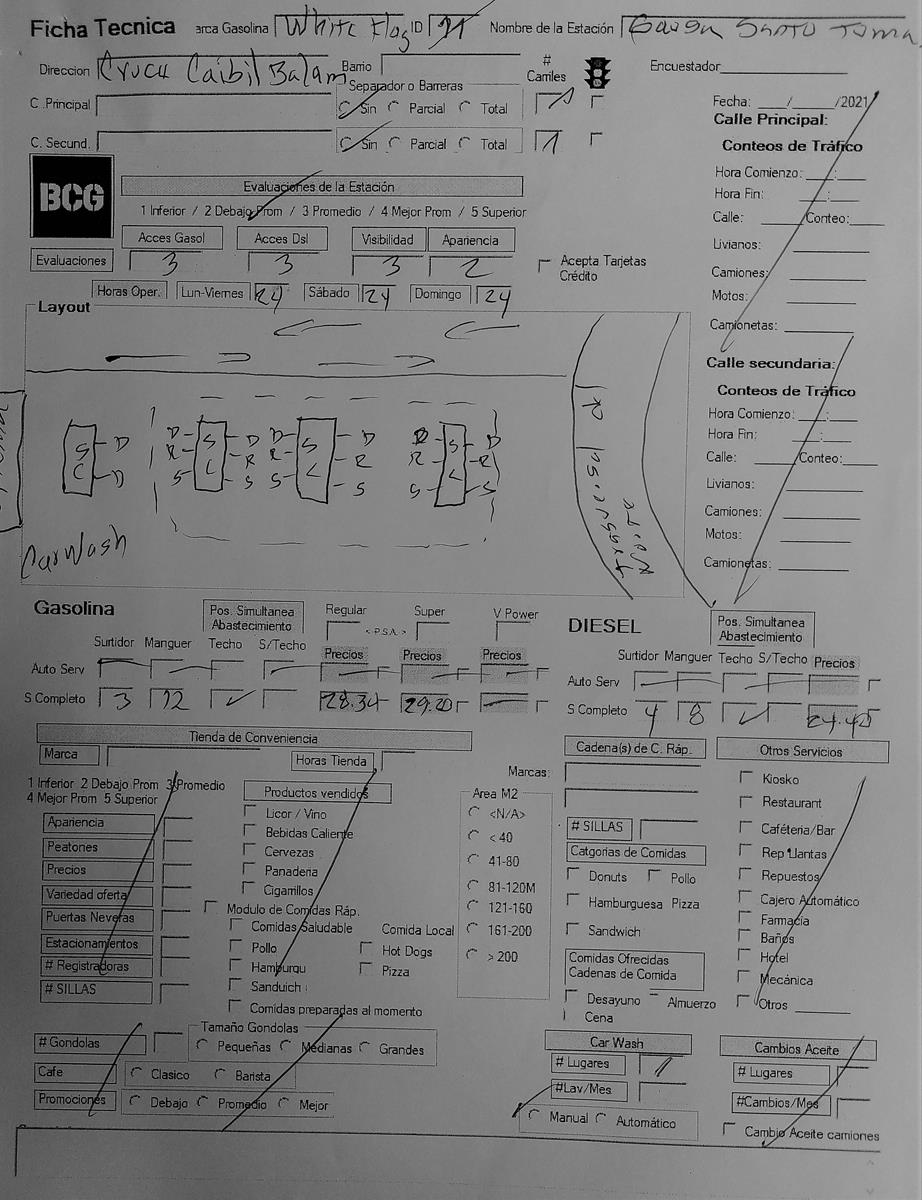 Ficha Tecnica arca Gasolina White Flag ID 21 Nombre de la Estación Santo Toma
Direccion Cruce Caibil Balam Barrio # Carriles Encuestador
Separador o Barreras
C .Principal Sin Parcial Total 1 Fecha: / /2021
C. Secund. Sin Parcial Total 1 Calle Principal:
Conteos de Tráfico
BCG Evaluaciones de la Estación Hora Comienzo: :
1 Inferior / 2 Debajo Prom / 3 Promedio / 4 Mejor Prom / 5 Superior Hora Fin: :
Acces Gasol Acces Dsl Visibilidad Apariencia Calle: Conteo:
Evaluaciones 3 3 3 2 Acepta Tarjetas Crédito Livianos:
Horas Oper. Lun-Viernes 24 Sábado 24 Domingo 24 Camiones:
Motos:
Layout Camionetas:
Calle secundaria:
Conteos de Tráfico
Hora Comienzo: :
Hora Fin: :
Calle: Conteo:
Livianos:
Camiones:
Motos:
Camionetas:
S C D D
D R S S C D R S
D R S S C D R S
D R S S C D R S
Car Wash
Gasolina Pos. Simultanea Abastecimiento Regular < P.S.A. > Super V Power
Surtidor Manguer Techo S/Techo Precios Precios Precios
Auto Serv
S Completo 3 12 ✓ 28.34 29.20
DIESEL Pos. Simultanea Abastecimiento
Surtidor Manguer Techo S/Techo Precios
Auto Serv
S Completo 4 8 ✓ 24.40
Tienda de Conveniencia
Marca Horas Tienda
1 Inferior 2 Debajo Prom 3 Promedio
4 Mejor Prom 5 Superior
Apariencia
Peatones
Precios
Variedad oferta
Puertas Neveras
Estacionamientos
# Registradoras
# SILLAS
Productos vendidos
Licor / Vino
Bebidas Caliente
Cervezas
Panaderia
Cigarrillos
Modulo de Comidas Ráp.
Comidas Saludable Comida Local
Pollo Hot Dogs
Hamburgu Pizza
Sanduich
Comidas preparadas al momento
Marcas:
Area M2
<N/A>
< 40
41-80
81-120M
121-160
161-200
> 200
Cadena(s) de C. Ráp.
# SILLAS
Catgorias de Comidas
Donuts Pollo
Hamburguesa Pizza
Sandwich
Comidas Ofrecidas
Cadenas de Comida
Desayuno Almuerzo
Cena
Otros Servicios
Kiosko
Restaurant
Caféteria/Bar
Rep Llantas
Repuestos
Cajero Automático
Farmacia
Baños
Hotel
Mecánica
Otros
# Gondolas Tamaño Gondolas
Pequeñas Medianas Grandes
Cafe Clasico Barista
Promociones Debajo Promedio Mejor
Car Wash
# Lugares 1
#Lav/Mes
Manual Automático
Cambios Aceite
# Lugares
#Cambios/Mes
Cambio Aceite camiones